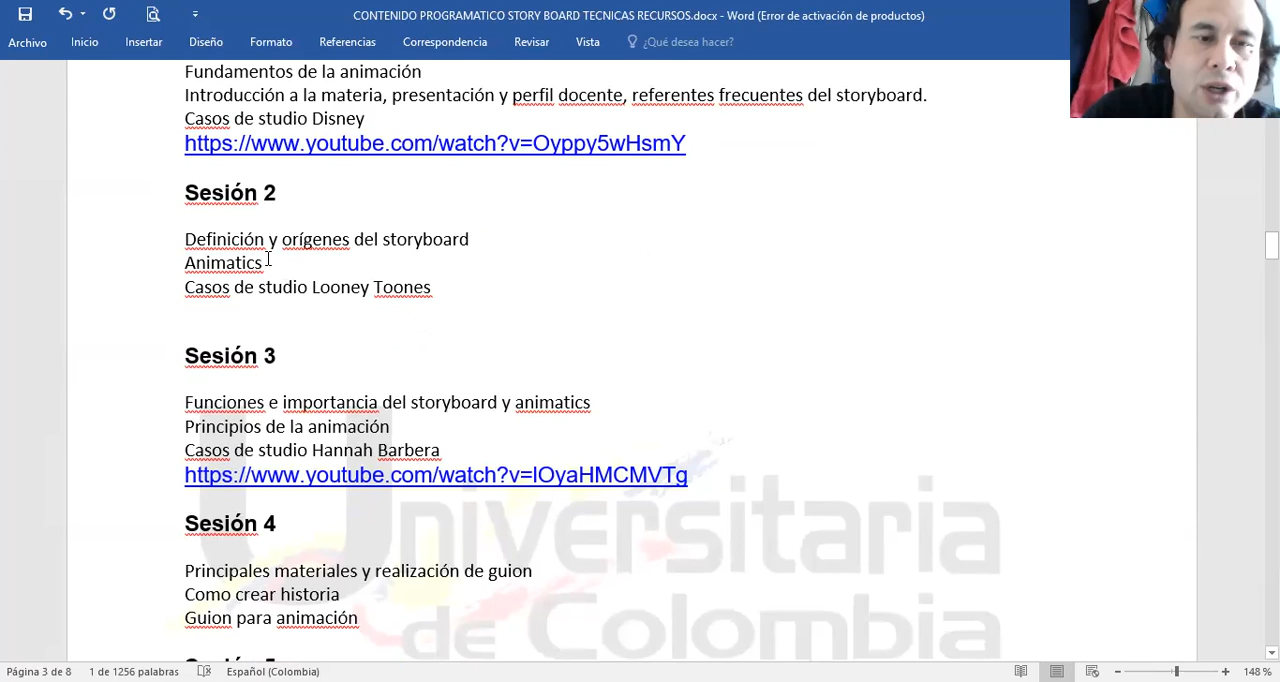 CONTENIDO PROGRAMATICO STORY BOARD TECNICAS RECURSOS.docx - Word (Error de activación de productos)
Archivo Inicio Insertar Diseño Formato Referencias Correspondencia Revisar Vista ¿Qué desea hacer?
Fundamentos de la animación
Introducción a la materia, presentación y perfil docente, referentes frecuentes del storyboard.
Casos de studio Disney
https://www.youtube.com/watch?v=Oyppy5wHsmY
Sesión 2
Definición y orígenes del storyboard
Animatics
Casos de studio Looney Toones
Sesión 3
Funciones e importancia del storyboard y animatics
Principios de la animación
Casos de studio Hannah Barbera
https://www.youtube.com/watch?v=lOyaHMCMVTg
Sesión 4
Principales materiales y realización de guion
Como crear historia
Guion para animación
Universitaria
de Colombia
Página 3 de 8 1 de 1256 palabras Español (Colombia) 148 %